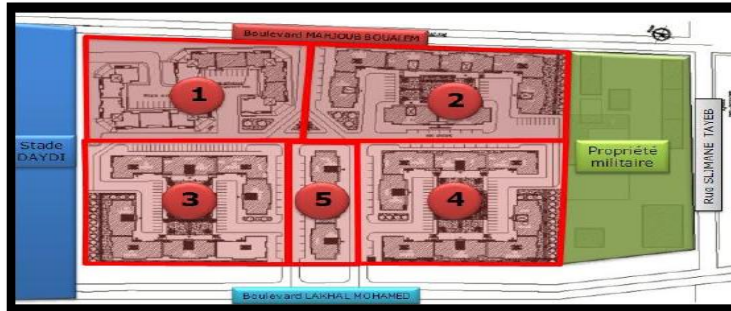 Boulevard MAHJOUB BOUALEM
1
2
Stade
DAYDI
Propriété
militaire
Rue SLIMANE TAYEB
3
5
4
Boulevard LAKHAL MOHAMED